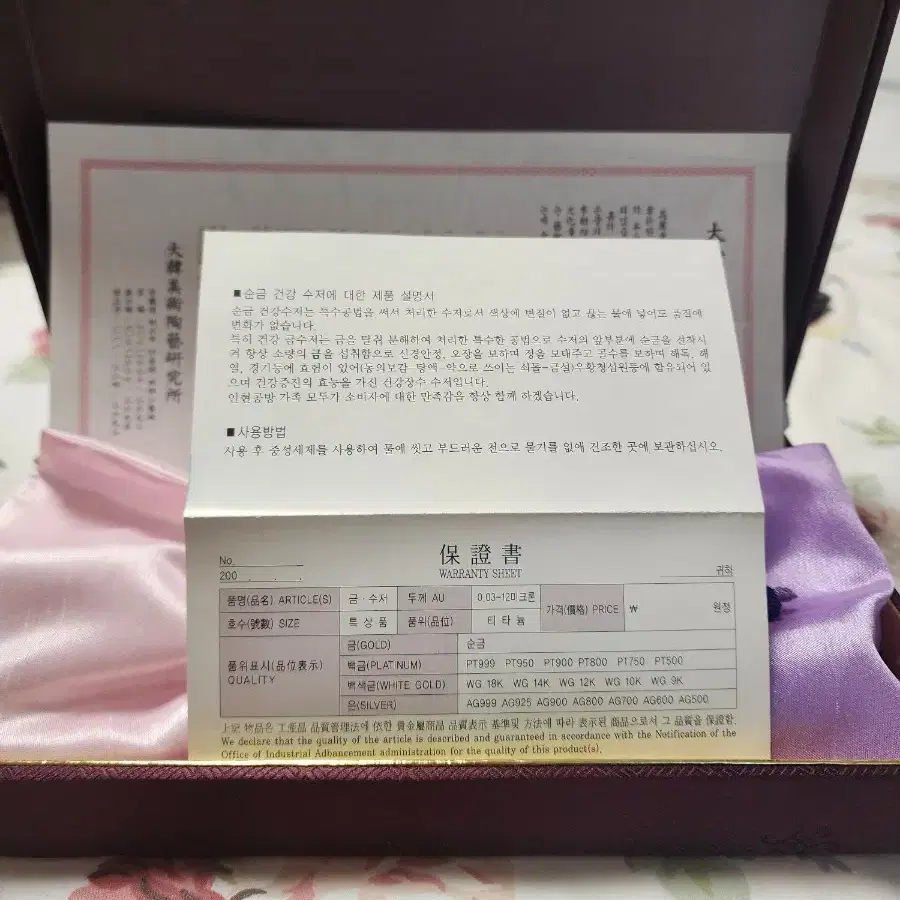 大韓美術陶藝硏究所
大
■순금 건강 수저에 대한 제품 설명서
순금 건강수저는 특수공법을 써서 처리한 수저로서 색상에 변질이 없고 끓는 물에 넣어도 품질에
변화가 없습니다.
특히 건강 금수저는 금을 분해하여 처리한 특수한 공법으로 수저의 앞부분에 순금을
켜 항상 소량의 금을 섭취함으로 신경안정, 오장을 보하며 정을 모태주고 골수를 보하며 해독, 해
열, 경기등에 효험이 있어(동의보감 탕액-약으로 쓰이는 쇠돌-금설)우황청심원등에 함유되어 있
으며 건강증진의 효능을 가진 건강장수 수저입니다.
인현공방 가족 모두가 소비자에 대한 만족감을 항상 함께 하겠습니다.
■사용방법
사용 후 중성세제를 사용하여 물에 씻고 부드러운 천으로 물기를 없애 건조한 곳에 보관하십시오.
保證書
WARRANTY SHEET
No.
200 . . .
귀하
품명(品名) ARTICLE(S) 금·수저 두께 AU 0.03-120미크론 가격(價格) PRICE ₩ 원정
호수(號數) SIZE 특상품 품위(品位) 티타늄
품위표시(品位表示) QUALITY
금(GOLD) 순금
백금(PLATINUM) PT999 PT950 PT900 PT800 PT750 PT500
백색금(WHITE GOLD) WG 18K WG 14K WG 12K WG 10K WG 9K
은(SILVER) AG999 AG925 AG900 AG800 AG700 AG600 AG500
上記 物品은 工産品 品質管理法에 依한 貴金屬商品 品質表示 基準및 方法에 따라 表示된 商品으로서 그 品質을 保證함.
We declare that the quality of the article is described and guaranteed in accordance with the Notification of the
Office of Industrial Adbancement administration (for the quality of this product(s).